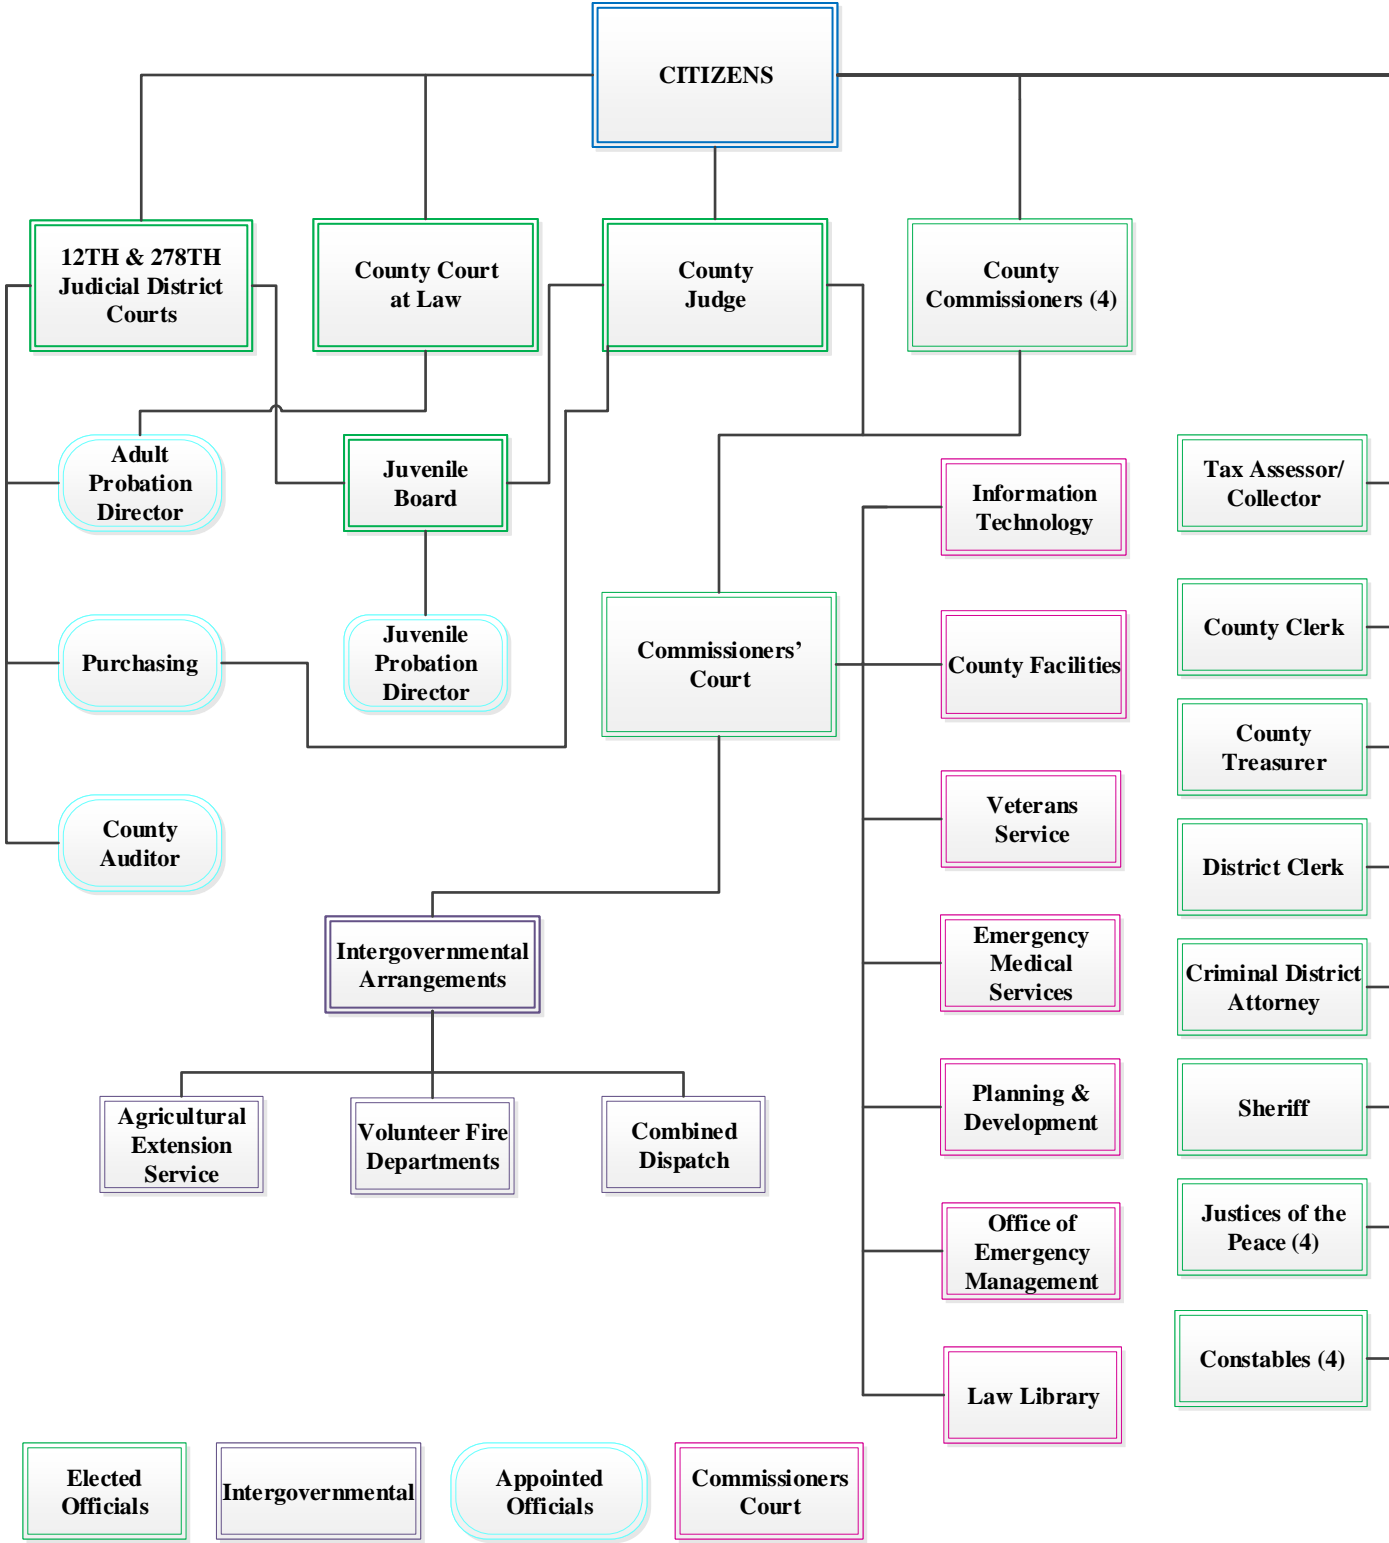 CITIZENS
12TH & 278TH
Judicial District
Courts
County Court
at Law
County
Judge
County
Commissioners (4)
Adult
Probation
Director
Juvenile
Board
Information
Technology
Tax Assessor/
Collector
Purchasing
Juvenile
Probation
Director
Commissioners’
Court
County Facilities
County Clerk
County
Treasurer
County
Auditor
Veterans
Service
District Clerk
Intergovernmental
Arrangements
Emergency
Medical
Services
Criminal District
Attorney
Agricultural
Extension
Service
Volunteer Fire
Departments
Combined
Dispatch
Planning &
Development
Sheriff
Office of
Emergency
Management
Justices of the
Peace (4)
Law Library
Constables (4)
Elected
Officials
Intergovernmental
Appointed
Officials
Commissioners
Court